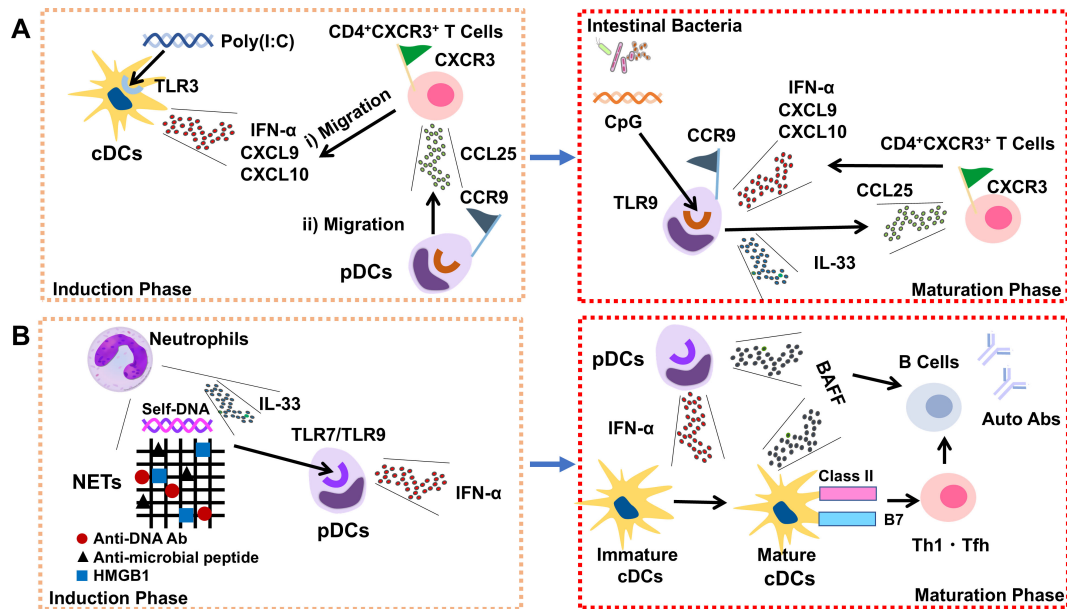 A
Poly(I:C)
TLR3
cDCs
IFN-α
CXCL9
CXCL10
CD4⁺CXCR3⁺ T Cells
CXCR3
i) Migration
CCL25
CCR9
ii) Migration
pDCs
Induction Phase
Intestinal Bacteria
CpG
CCR9
TLR9
IFN-α
CXCL9
CXCL10
CD4⁺CXCR3⁺ T Cells
CCL25
CXCR3
IL-33
Maturation Phase
B
Neutrophils
IL-33
Self-DNA
NETs
TLR7/TLR9
pDCs
IFN-α
Anti-DNA Ab
Anti-microbial peptide
HMGB1
Induction Phase
pDCs
BAFF
B Cells
Auto Abs
IFN-α
Class II
B7
Immature
cDCs
Mature
cDCs
Th1・Tfh
Maturation Phase